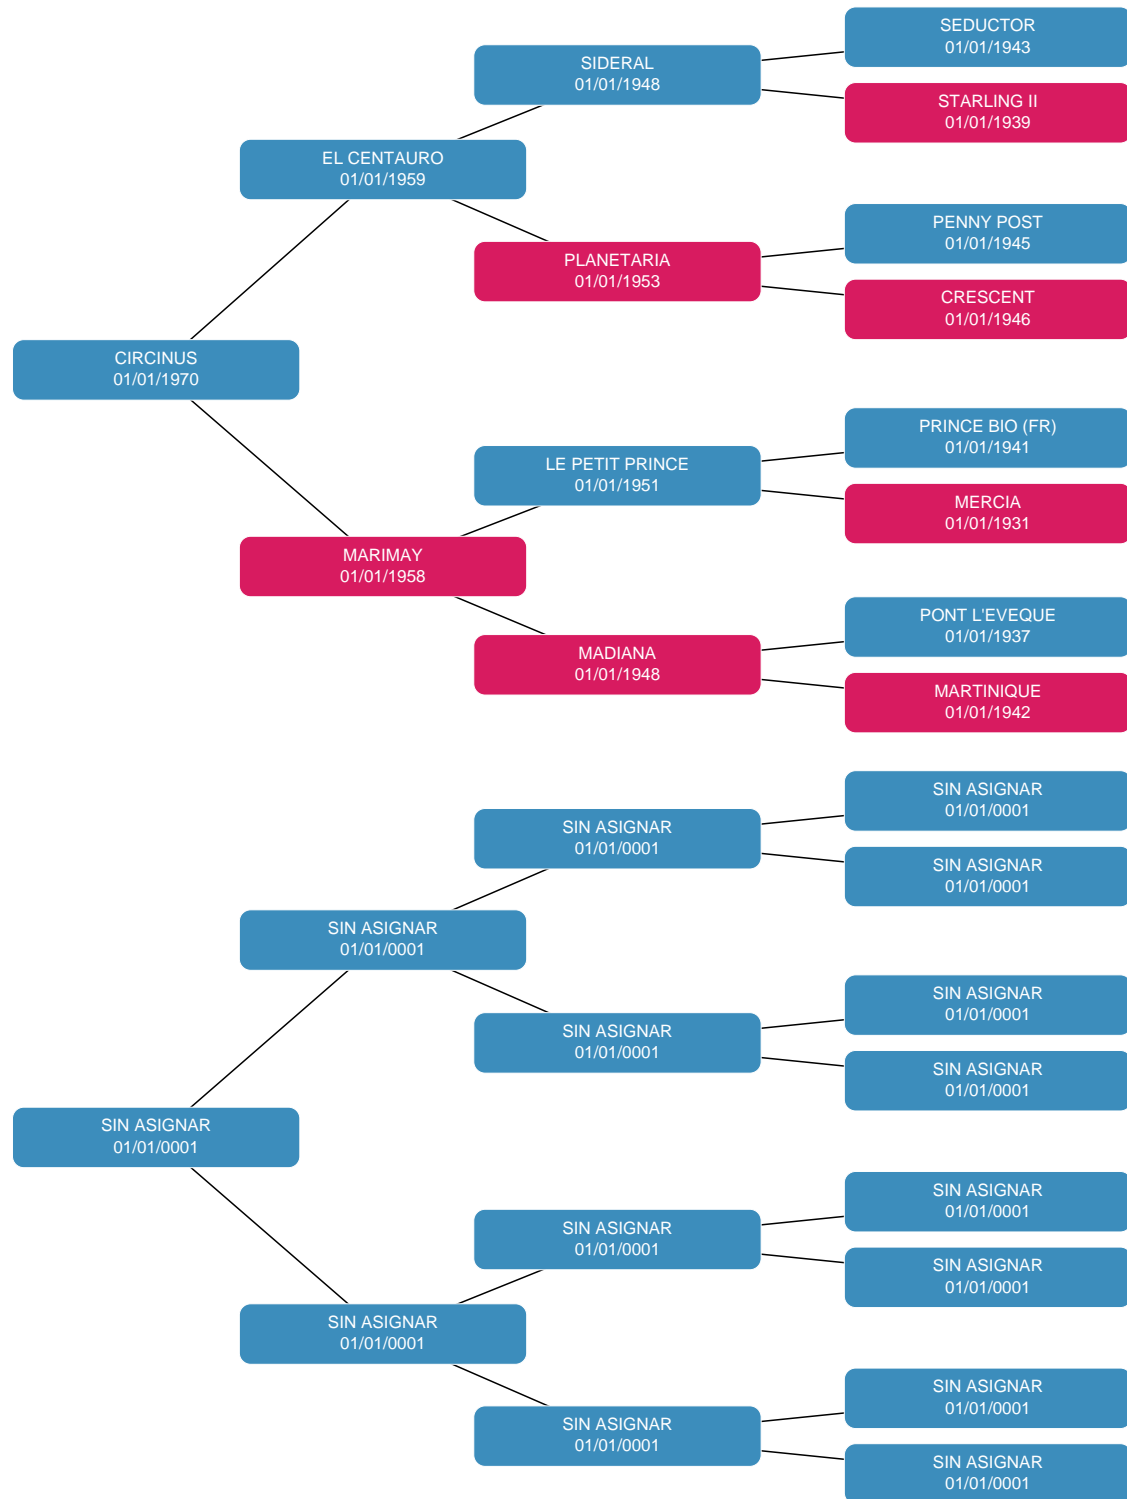 SEDUCTOR
01/01/1943
SIDERAL
01/01/1948
STARLING II
01/01/1939
EL CENTAURO
01/01/1959
PENNY POST
01/01/1945
PLANETARIA
01/01/1953
CRESCENT
01/01/1946
CIRCINUS
01/01/1970
PRINCE BIO (FR)
01/01/1941
LE PETIT PRINCE
01/01/1951
MERCIA
01/01/1931
MARIMAY
01/01/1958
PONT L'EVEQUE
01/01/1937
MADIANA
01/01/1948
MARTINIQUE
01/01/1942
SIN ASIGNAR
01/01/0001
SIN ASIGNAR
01/01/0001
SIN ASIGNAR
01/01/0001
SIN ASIGNAR
01/01/0001
SIN ASIGNAR
01/01/0001
SIN ASIGNAR
01/01/0001
SIN ASIGNAR
01/01/0001
SIN ASIGNAR
01/01/0001
SIN ASIGNAR
01/01/0001
SIN ASIGNAR
01/01/0001
SIN ASIGNAR
01/01/0001
SIN ASIGNAR
01/01/0001
SIN ASIGNAR
01/01/0001
SIN ASIGNAR
01/01/0001
SIN ASIGNAR
01/01/0001